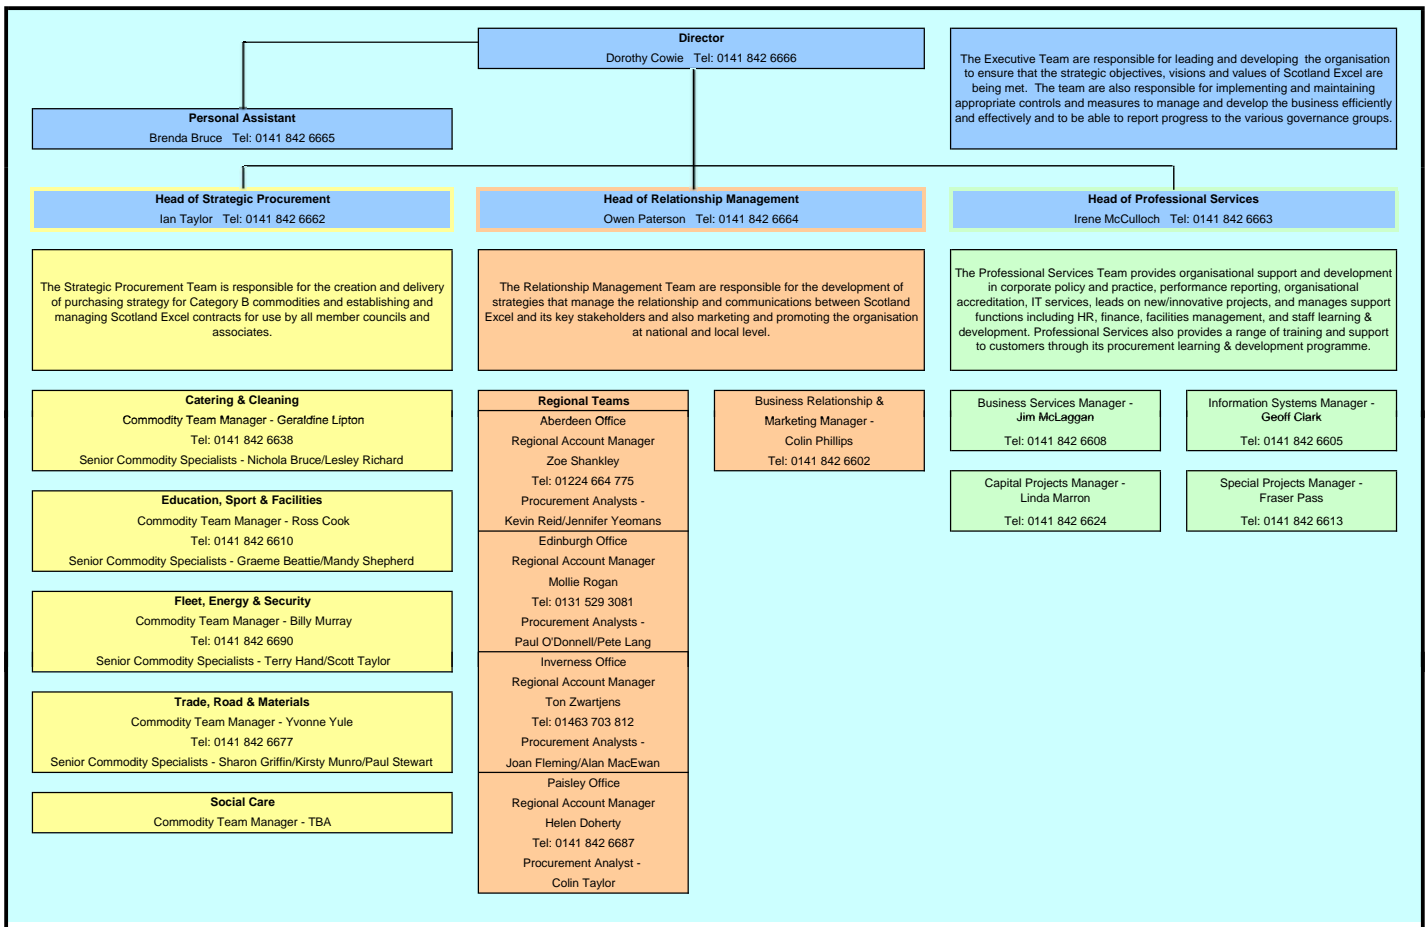 Director
Dorothy Cowie   Tel: 0141 842 6666
The Executive Team are responsible for leading and developing  the organisation
to ensure that the strategic objectives, visions and values of Scotland Excel are
being met.  The team are also responsible for implementing and maintaining
appropriate controls and measures to manage and develop the business efficiently
and effectively and to be able to report progress to the various governance groups.
Personal Assistant
Brenda Bruce   Tel: 0141 842 6665
Head of Strategic Procurement
Ian Taylor   Tel: 0141 842 6662
Head of Relationship Management
Owen Paterson   Tel: 0141 842 6664
Head of Professional Services
Irene McCulloch   Tel: 0141 842 6663
The Strategic Procurement Team is responsible for the creation and delivery
of purchasing strategy for Category B commodities and establishing and
managing Scotland Excel contracts for use by all member councils and
associates.
The Relationship Management Team are responsible for the development of
strategies that manage the relationship and communications between Scotland
Excel and its key stakeholders and also marketing and promoting the organisation
at national and local level.
The Professional Services Team provides organisational support and development
in corporate policy and practice, performance reporting, organisational
accreditation, IT services, leads on new/innovative projects, and manages support
functions including HR, finance, facilities management, and staff learning &
development. Professional Services also provides a range of training and support
to customers through its procurement learning & development programme.
Catering & Cleaning
Commodity Team Manager - Geraldine Lipton
Tel: 0141 842 6638
Senior Commodity Specialists - Nichola Bruce/Lesley Richard
Education, Sport & Facilities
Commodity Team Manager - Ross Cook
Tel: 0141 842 6610
Senior Commodity Specialists - Graeme Beattie/Mandy Shepherd
Fleet, Energy & Security
Commodity Team Manager - Billy Murray
Tel: 0141 842 6690
Senior Commodity Specialists - Terry Hand/Scott Taylor
Trade, Road & Materials
Commodity Team Manager - Yvonne Yule
Tel: 0141 842 6677
Senior Commodity Specialists - Sharon Griffin/Kirsty Munro/Paul Stewart
Social Care
Commodity Team Manager - TBA
Regional Teams
Aberdeen Office
Regional Account Manager
Zoe Shankley
Tel: 01224 664 775
Procurement Analysts -
Kevin Reid/Jennifer Yeomans
Edinburgh Office
Regional Account Manager
Mollie Rogan
Tel: 0131 529 3081
Procurement Analysts -
Paul O'Donnell/Pete Lang
Inverness Office
Regional Account Manager
Ton Zwartjens
Tel: 01463 703 812
Procurement Analysts -
Joan Fleming/Alan MacEwan
Paisley Office
Regional Account Manager
Helen Doherty
Tel: 0141 842 6687
Procurement Analyst -
Colin Taylor
Business Relationship &
Marketing Manager -
Colin Phillips
Tel: 0141 842 6602
Business Services Manager -
Jim McLaggan
Tel: 0141 842 6608
Information Systems Manager -
Geoff Clark
Tel: 0141 842 6605
Capital Projects Manager -
Linda Marron
Tel: 0141 842 6624
Special Projects Manager -
Fraser Pass
Tel: 0141 842 6613